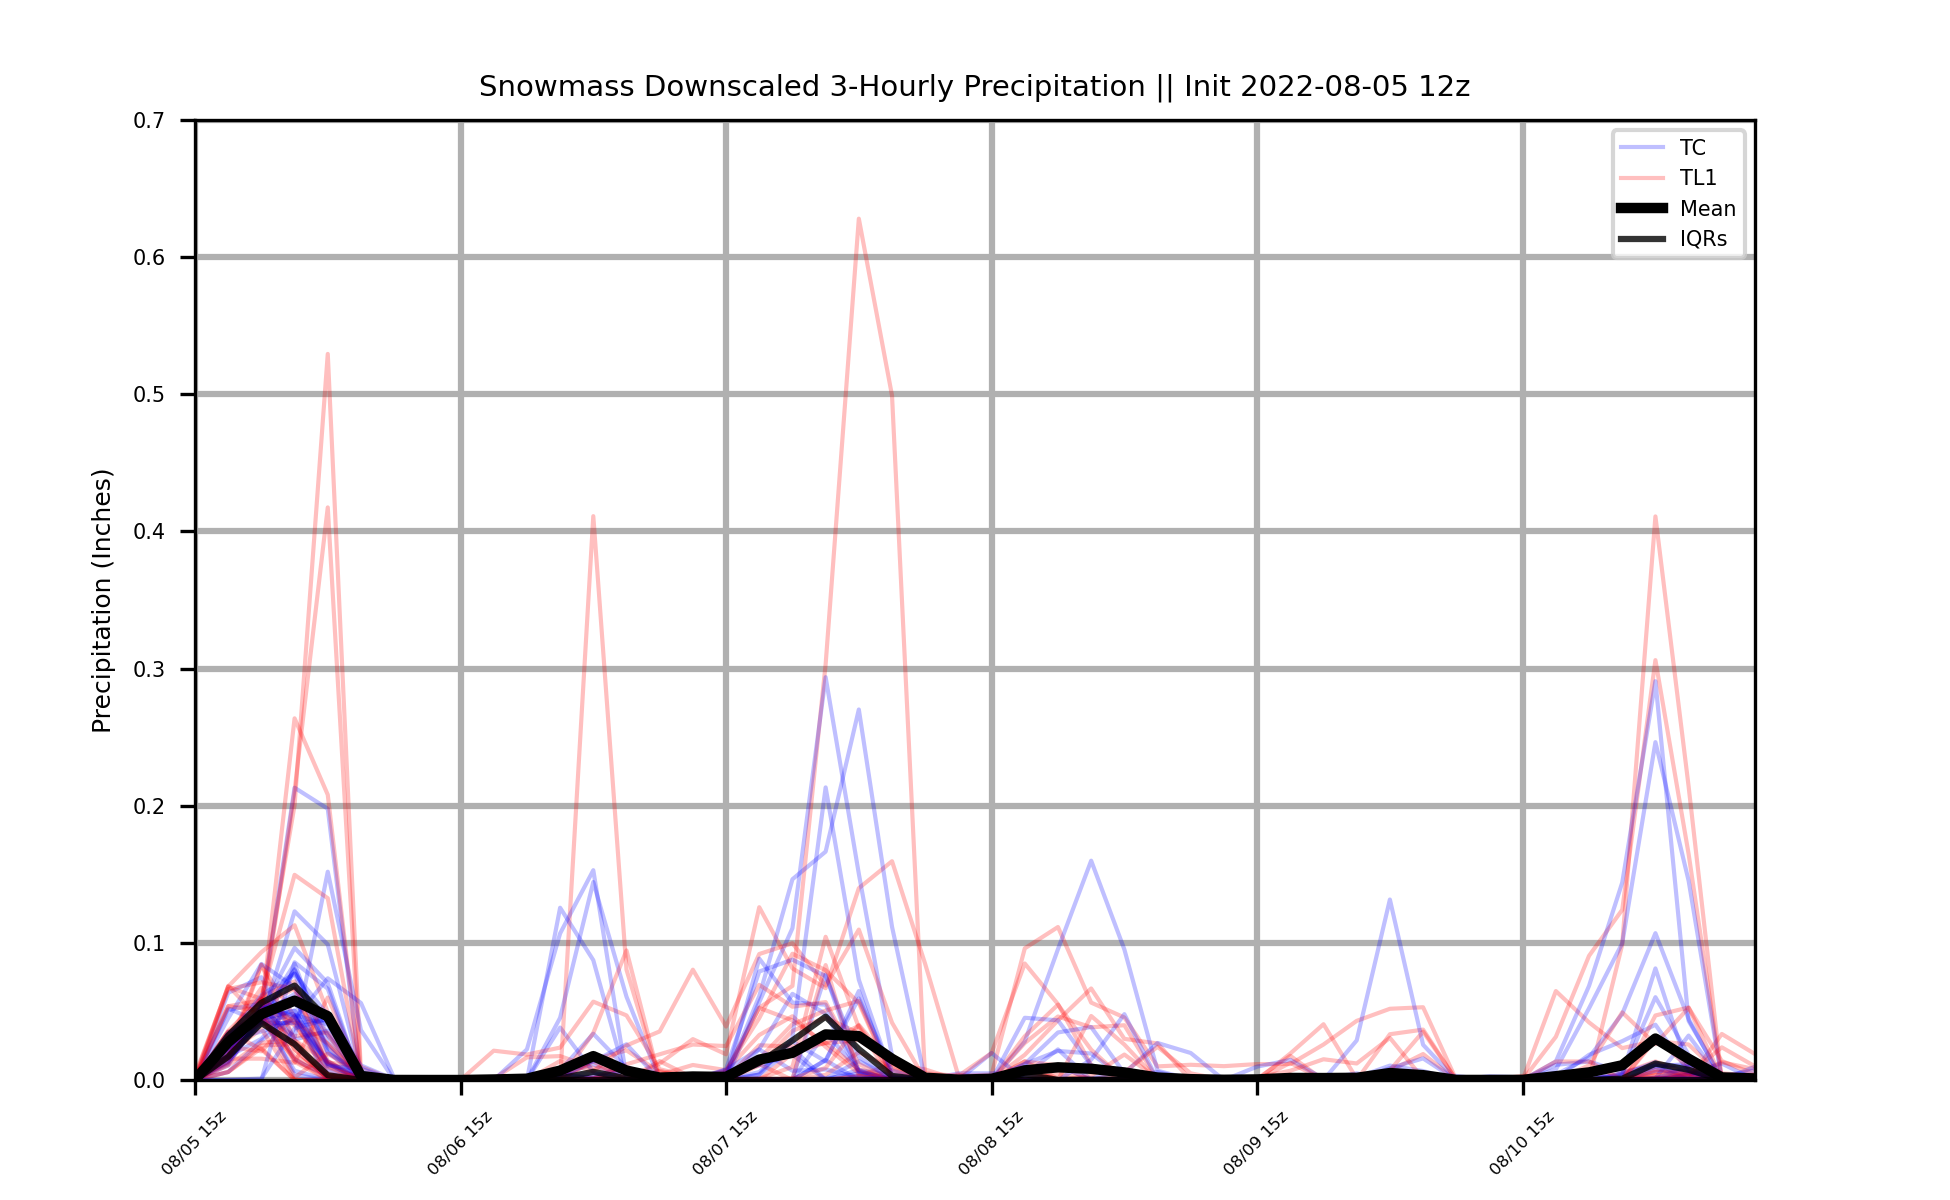 Snowmass Downscaled 3-Hourly Precipitation || Init 2022-08-05 12z
TC
TL1
Mean
IQRs
Precipitation (Inches)
0.7
0.6
0.5
0.4
0.3
0.2
0.1
0.0
08/05 15z
08/06 15z
08/07 15z
08/08 15z
08/09 15z
08/10 15z